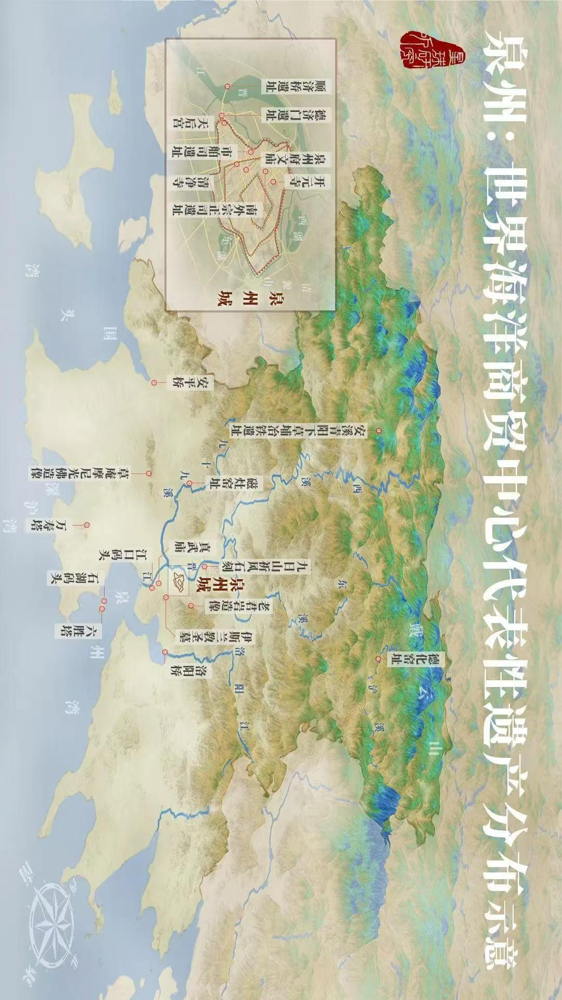 泉州：世界海洋商贸中心代表性遗产分布示意
星球研究所
顺济桥遗址
德济门遗址
天后宫
市舶司遗址
泉州府文庙
清净寺
开元寺
南外宗正司遗址
晋
江
西湖
东湖
清源山
泉州城
安平桥
安溪青阳下草埔冶铁遗址
草庵摩尼光佛造像
磁灶窑址
万寿塔
真武庙
江口码头
九日山祈风石刻
石湖码头
泉州城
老君岩造像
六胜塔
伊斯兰教圣墓
洛阳桥
德化窑址
戴云山
浐溪
西溪
东溪
九十九溪
晋江
洛阳江
围头湾
深沪湾
泉州湾
南
东